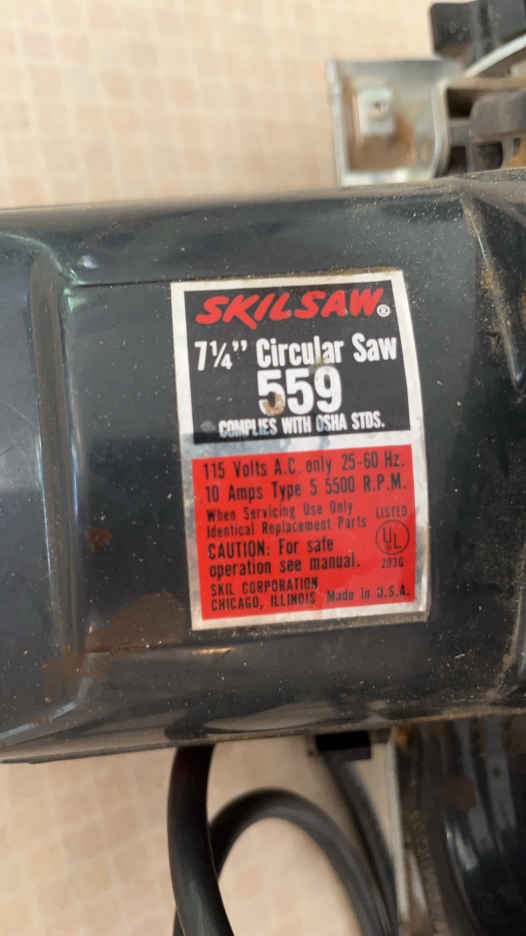 SKILSAW®
7¼" Circular Saw
559
COMPLIES WITH OSHA STDS.
115 Volts A.C. only 25-60 Hz.
10 Amps Type 5 5500 R.P.M.
When Servicing Use Only
Identical Replacement Parts
LISTED
UL
293G
CAUTION: For safe
operation see manual.
SKIL CORPORATION
CHICAGO, ILLINOIS Made In U.S.A.